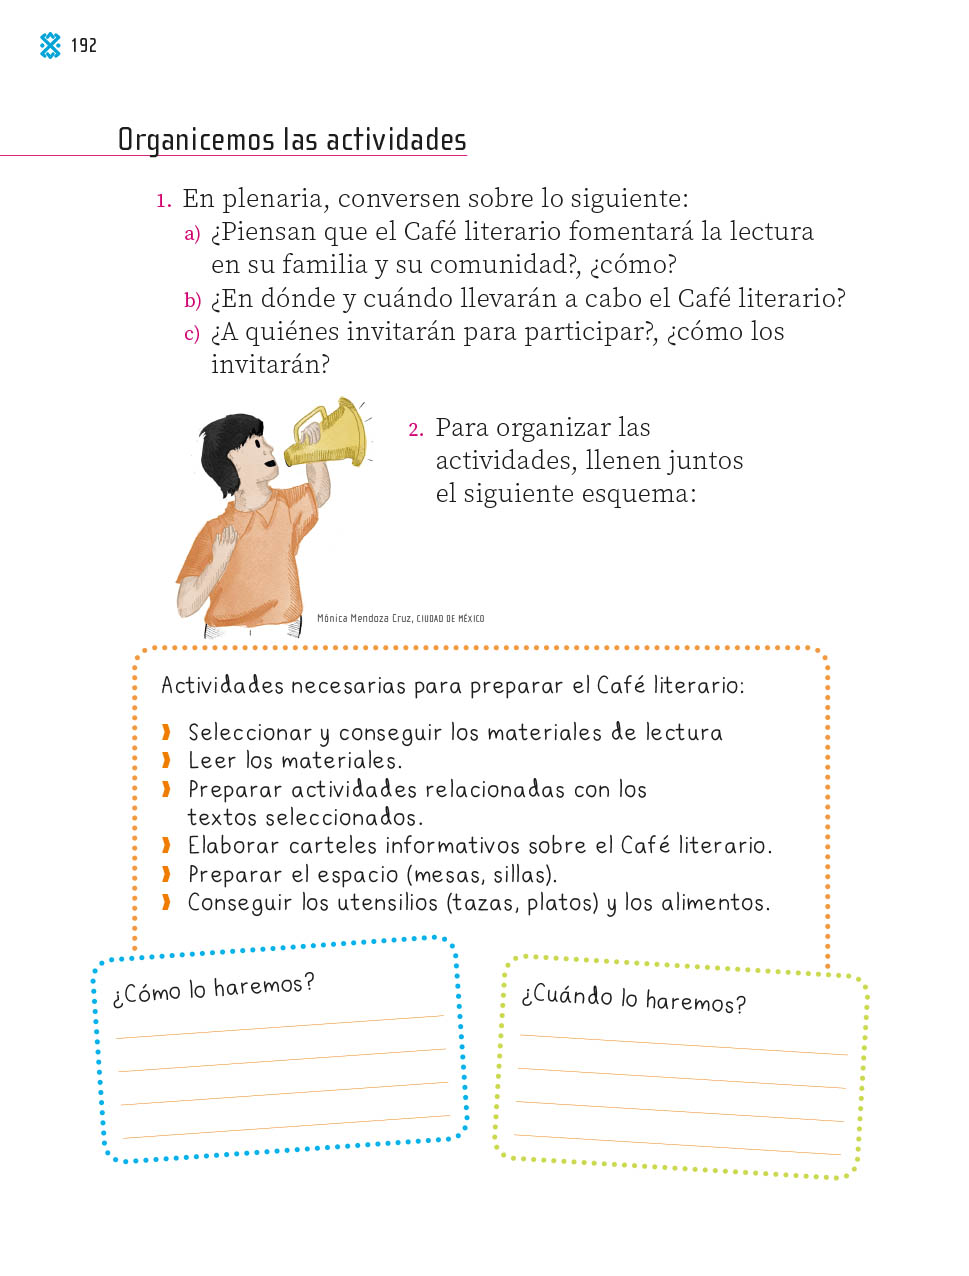 192
Organicemos las actividades
1. En plenaria, conversen sobre lo siguiente:
a) ¿Piensan que el Café literario fomentará la lectura
en su familia y su comunidad?, ¿cómo?
b) ¿En dónde y cuándo llevarán a cabo el Café literario?
c) ¿A quiénes invitarán para participar?, ¿cómo los
invitarán?
2. Para organizar las
actividades, llenen juntos
el siguiente esquema:
Mónica Mendoza Cruz, CIUDAD DE MÉXICO
Actividades necesarias para preparar el Café literario:
Seleccionar y conseguir los materiales de lectura
Leer los materiales.
Preparar actividades relacionadas con los
textos seleccionados.
Elaborar carteles informativos sobre el Café literario.
Preparar el espacio (mesas, sillas).
Conseguir los utensilios (tazas, platos) y los alimentos.
¿Cómo lo haremos?
¿Cuándo lo haremos?